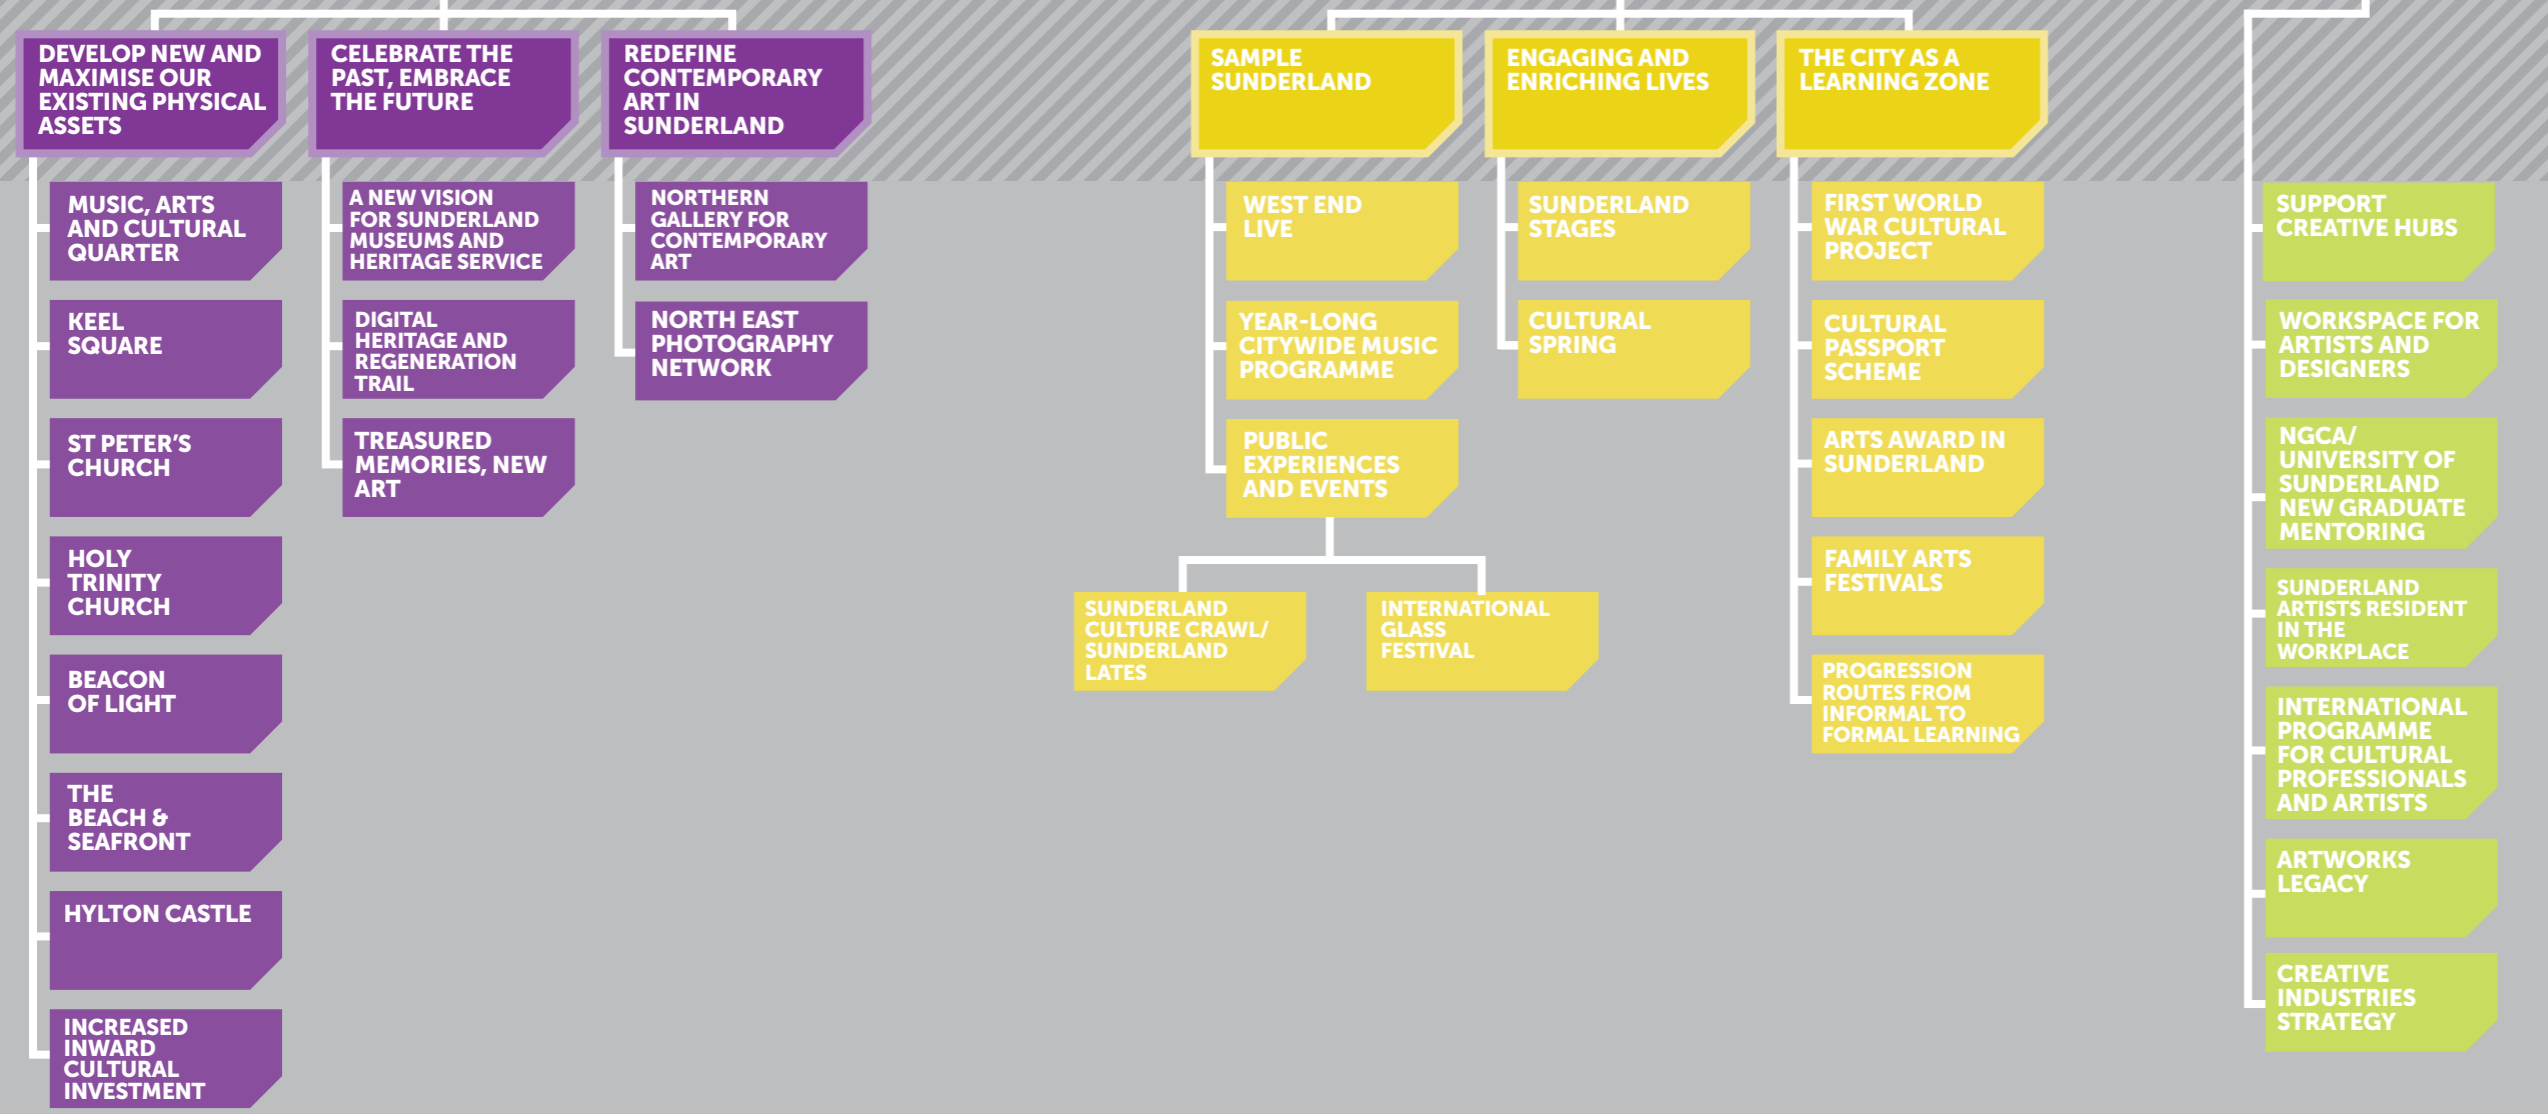 DEVELOP NEW AND
MAXIMISE OUR
EXISTING PHYSICAL
ASSETS
MUSIC, ARTS
AND CULTURAL
QUARTER
KEEL
SQUARE
ST PETER'S
CHURCH
HOLY
TRINITY
CHURCH
BEACON
OF LIGHT
THE
BEACH &
SEAFRONT
HYLTON CASTLE
INCREASED
INWARD
CULTURAL
INVESTMENT
CELEBRATE THE
PAST, EMBRACE
THE FUTURE
A NEW VISION
FOR SUNDERLAND
MUSEUMS AND
HERITAGE SERVICE
DIGITAL
HERITAGE AND
REGENERATION
TRAIL
TREASURED
MEMORIES, NEW
ART
REDEFINE
CONTEMPORARY
ART IN
SUNDERLAND
NORTHERN
GALLERY FOR
CONTEMPORARY
ART
NORTH EAST
PHOTOGRAPHY
NETWORK
SAMPLE
SUNDERLAND
WEST END
LIVE
YEAR-LONG
CITYWIDE MUSIC
PROGRAMME
PUBLIC
EXPERIENCES
AND EVENTS
SUNDERLAND
CULTURE CRAWL/
SUNDERLAND
LATES
INTERNATIONAL
GLASS
FESTIVAL
ENGAGING AND
ENRICHING LIVES
SUNDERLAND
STAGES
CULTURAL
SPRING
THE CITY AS A
LEARNING ZONE
FIRST WORLD
WAR CULTURAL
PROJECT
CULTURAL
PASSPORT
SCHEME
ARTS AWARD IN
SUNDERLAND
FAMILY ARTS
FESTIVALS
PROGRESSION
ROUTES FROM
INFORMAL TO
FORMAL LEARNING
SUPPORT
CREATIVE HUBS
WORKSPACE FOR
ARTISTS AND
DESIGNERS
NGCA/
UNIVERSITY OF
SUNDERLAND
NEW GRADUATE
MENTORING
SUNDERLAND
ARTISTS RESIDENT
IN THE
WORKPLACE
INTERNATIONAL
PROGRAMME
FOR CULTURAL
PROFESSIONALS
AND ARTISTS
ARTWORKS
LEGACY
CREATIVE
INDUSTRIES
STRATEGY